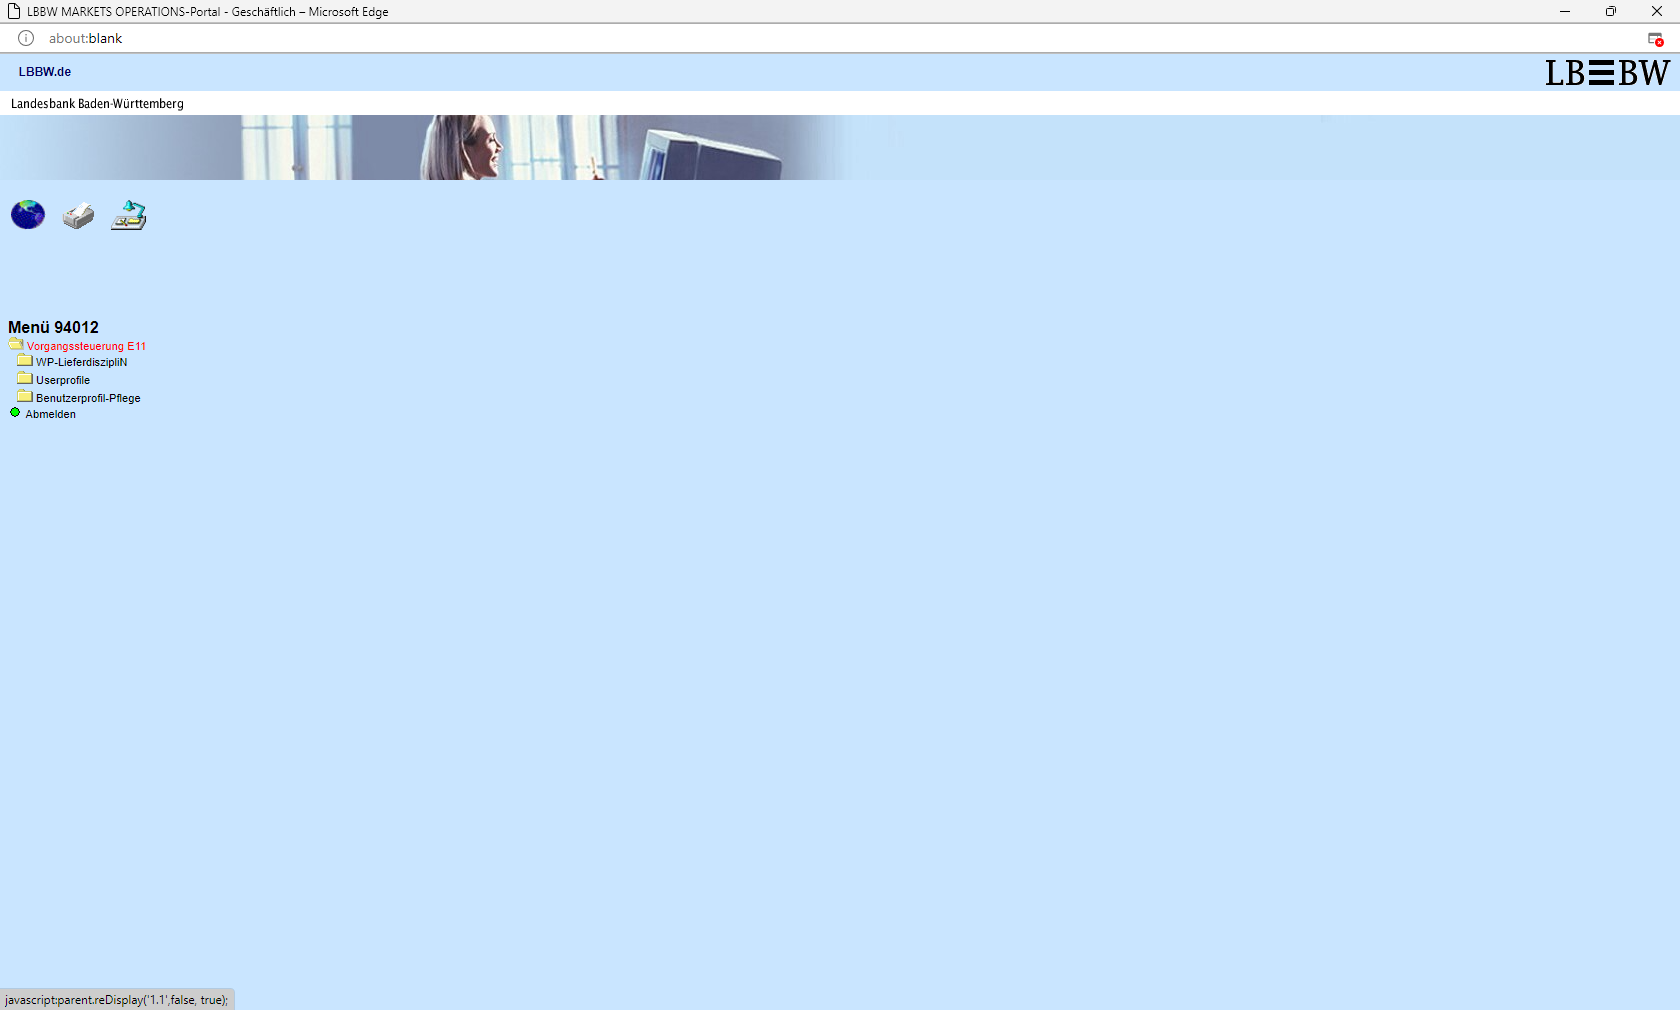 LBBW MARKETS OPERATIONS-Portal - Geschäftlich – Microsoft Edge
about:blank
LBBW.de
LB BW
Landesbank Baden-Württemberg
Menü 94012
Vorgangssteuerung E11
WP-LieferdiszipliN
Userprofile
Benutzerprofil-Pflege
Abmelden
javascript:parent.reDisplay('1.1',false, true);